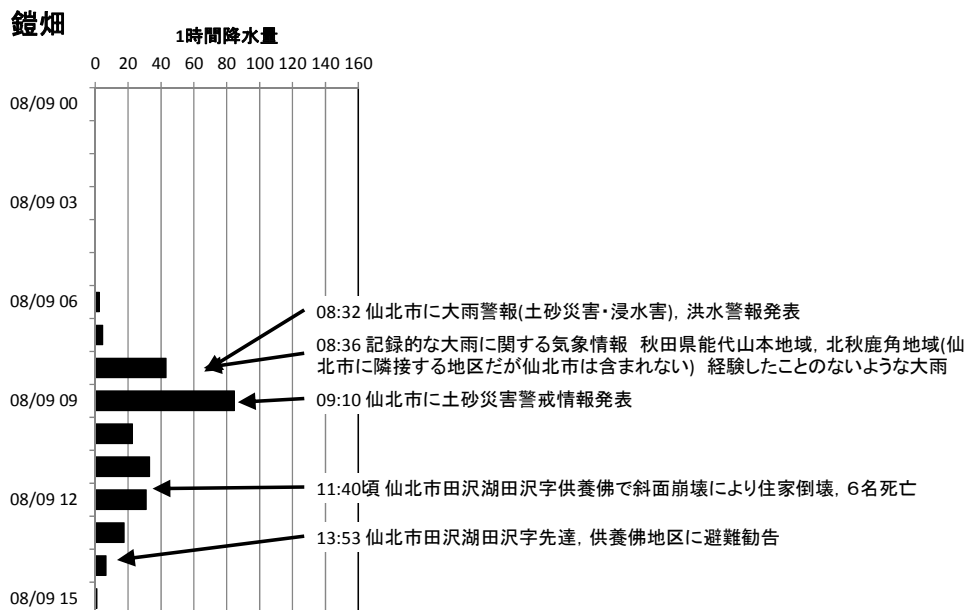 鎧畑
1時間降水量
0 20 40 60 80 100 120 140 160
08/09 00
08/09 03
08/09 06
08:32 仙北市に大雨警報(土砂災害・浸水害), 洪水警報発表
08:36 記録的な大雨に関する気象情報 秋田県能代山本地域, 北秋鹿角地域(仙
北市に隣接する地区だが仙北市は含まれない) 経験したことのないような大雨
08/09 09
09:10 仙北市に土砂災害警戒情報発表
11:40頃 仙北市田沢湖田沢字供養佛で斜面崩壊により住家倒壊, 6名死亡
08/09 12
13:53 仙北市田沢湖田沢字先達, 供養佛地区に避難勧告
08/09 15